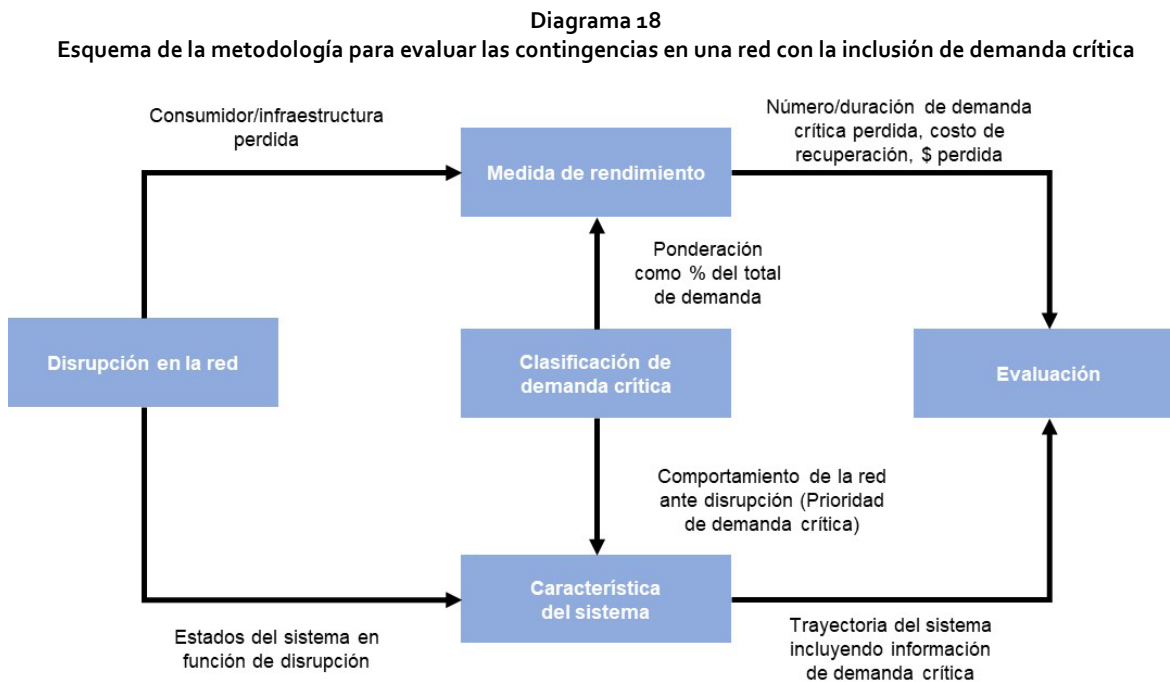 Diagrama 18
Esquema de la metodología para evaluar las contingencias en una red con la inclusión de demanda crítica
Consumidor/infraestructura
perdida
Número/duración de demanda
crítica perdida, costo de
recuperación, $ perdida
Medida de rendimiento
Ponderación
como % del total
de demanda
Disrupción en la red
Clasificación de
demanda crítica
Evaluación
Comportamiento de la red
ante disrupción (Prioridad
de demanda crítica)
Característica
del sistema
Estados del sistema en
función de disrupción
Trayectoria del sistema
incluyendo información
de demanda crítica